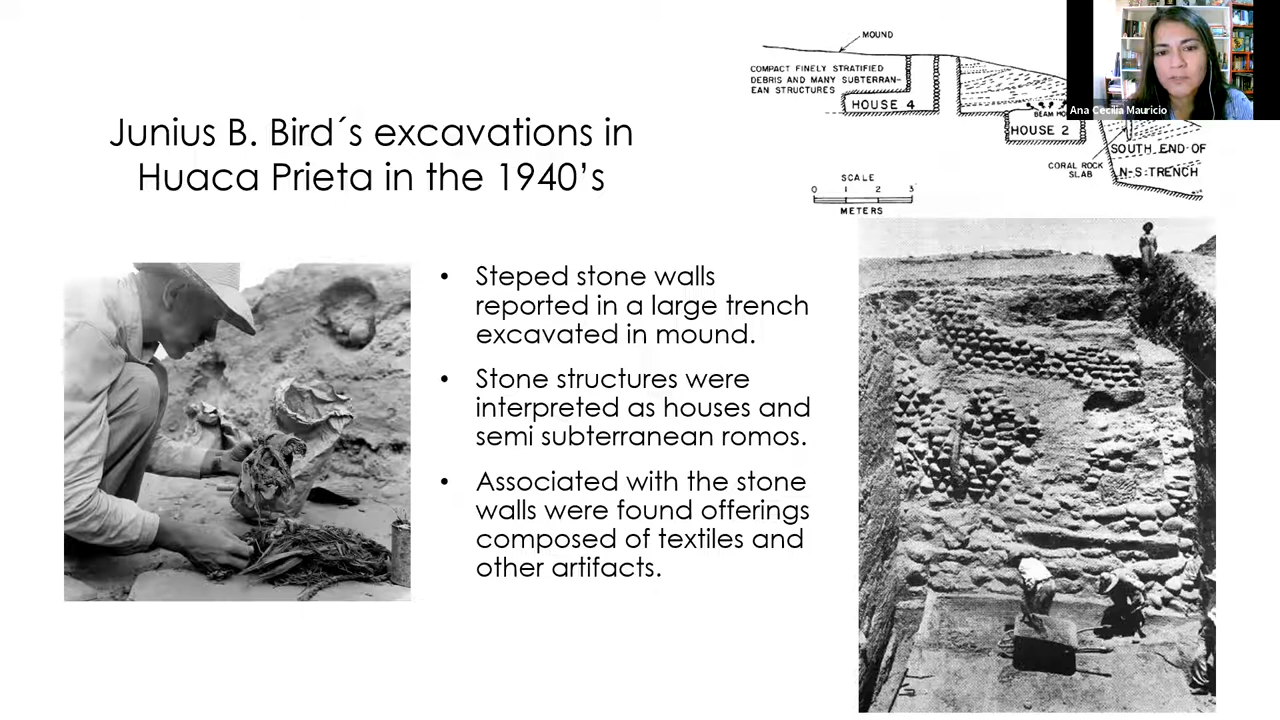 Junius B. Bird´s excavations in
Huaca Prieta in the 1940’s
• Steped stone walls
reported in a large trench
excavated in mound.
• Stone structures were
interpreted as houses and
semi subterranean romos.
• Associated with the stone
walls were found offerings
composed of textiles and
other artifacts.
MOUND
COMPACT FINELY STRATIFIED
DEBRIS AND MANY SUBTERRAN-
EAN STRUCTURES
HOUSE 4
BEAM
HOUSE 2
CORAL ROCK
SLAB
SOUTH END OF
N-S TRENCH
SCALE
0 1 2 3
METERS
Ana Cecilia Mauricio